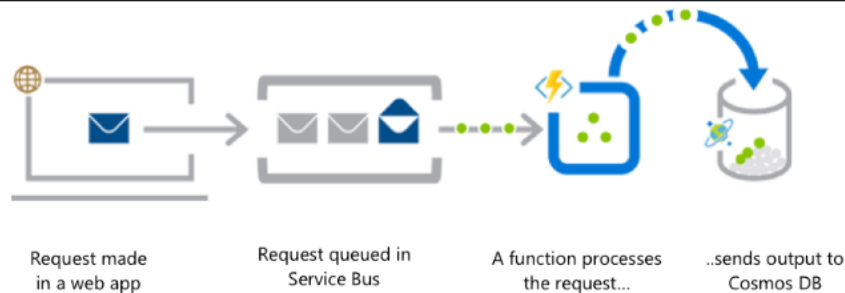 Request made
in a web app
Request queued in
Service Bus
A function processes
the request...
..sends output to
Cosmos DB